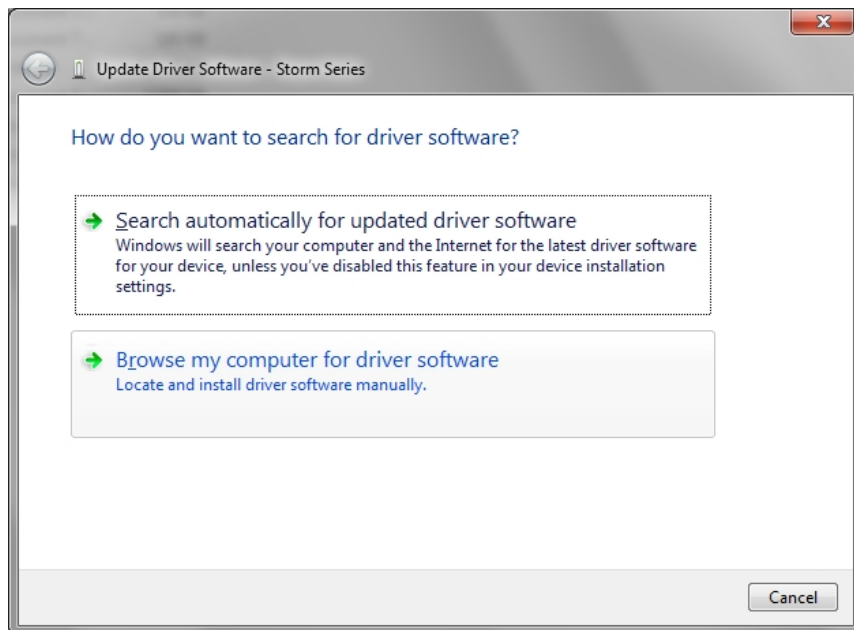 Update Driver Software - Storm Series
How do you want to search for driver software?
Search automatically for updated driver software
Windows will search your computer and the Internet for the latest driver software
for your device, unless you've disabled this feature in your device installation
settings.
Browse my computer for driver software
Locate and install driver software manually.
Cancel